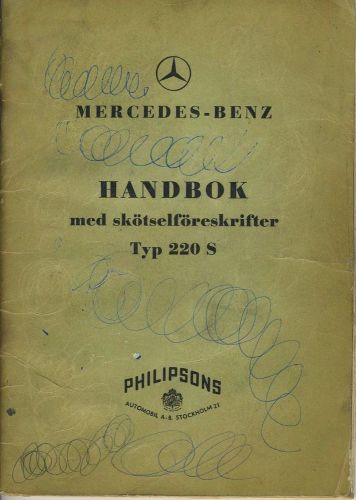 MERCEDES-BENZ
HANDBOK
med skötselföreskrifter
Typ 220 S
PHILIPSONS
AUTOMOBIL A.-B. STOCKHOLM 21